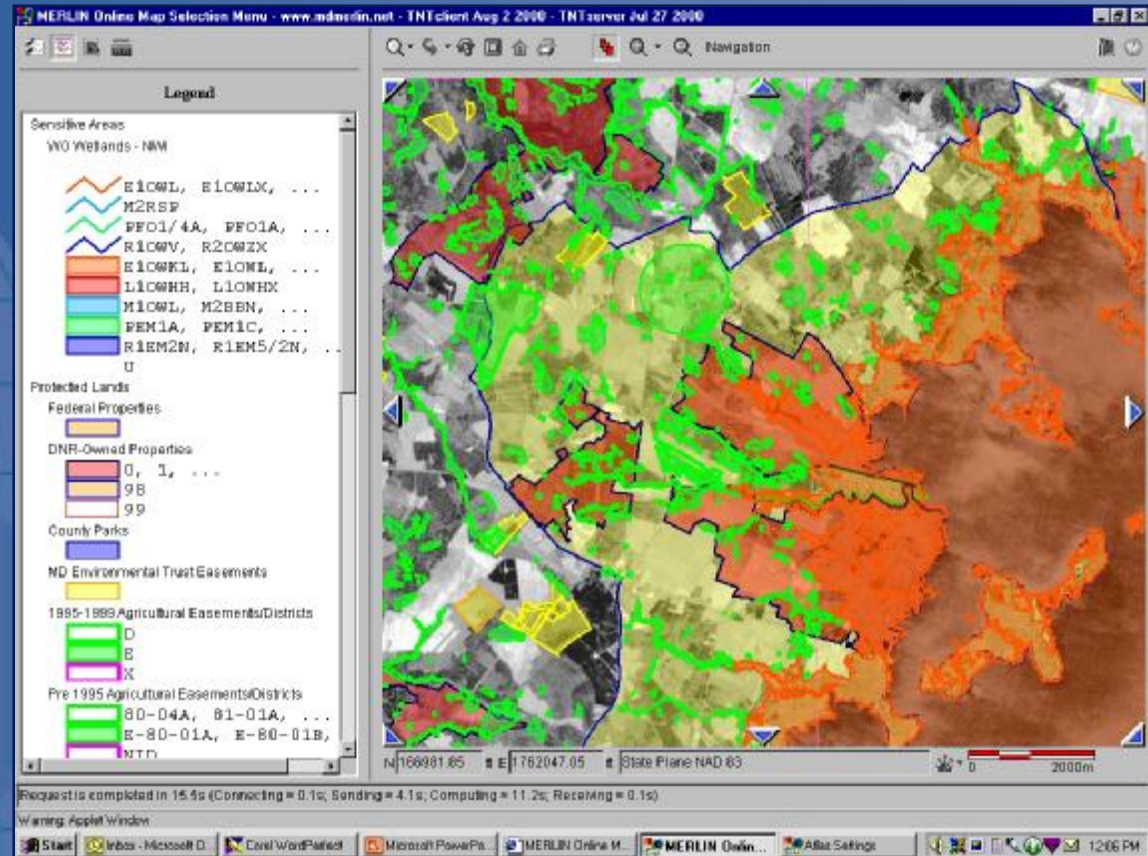 MERLIN Online Map Selection Menu - www.mdmerlin.net - TNTclient Aug 2 2000 - TNTserver Jul 27 2000
Navigation
Legend
Sensitive Areas
W0 Wetlands - NWI
E1OWL, E1OWLX, ...
M2RSP
PFO1/4A, PFO1A, ...
R1OWV, R2OWZX
E1OWKL, E1OWL, ...
L1OWHH, L1OWHX
M1OWL, M2BBN, ...
PEM1A, PEM1C, ...
R1EM2N, R1EM5/2N, ..
U
Protected Lands
Federal Properties
DNR-Owned Properties
0, 1, ...
98
99
County Parks
MD Environmental Trust Easements
1995-1999 Agricultural Easements/Districts
D
E
X
Pre 1995 Agricultural Easements/Districts
80-04A, 81-01A, ...
E-80-01A, E-80-01B,
NTD
N 166981.85 ft E 1762047.05 ft State Plane NAD 83
0 2000m
Request is completed in 15.5s (Connecting = 0.1s; Sending = 4.1s; Computing = 11.2s; Receiving = 0.1s)
Warning: Applet Window
Start Inbox - Microsoft O... Corel WordPerfect Microsoft PowerPo... MERLIN Online M... MERLIN Onlin... Atlas Settings 12:06 PM